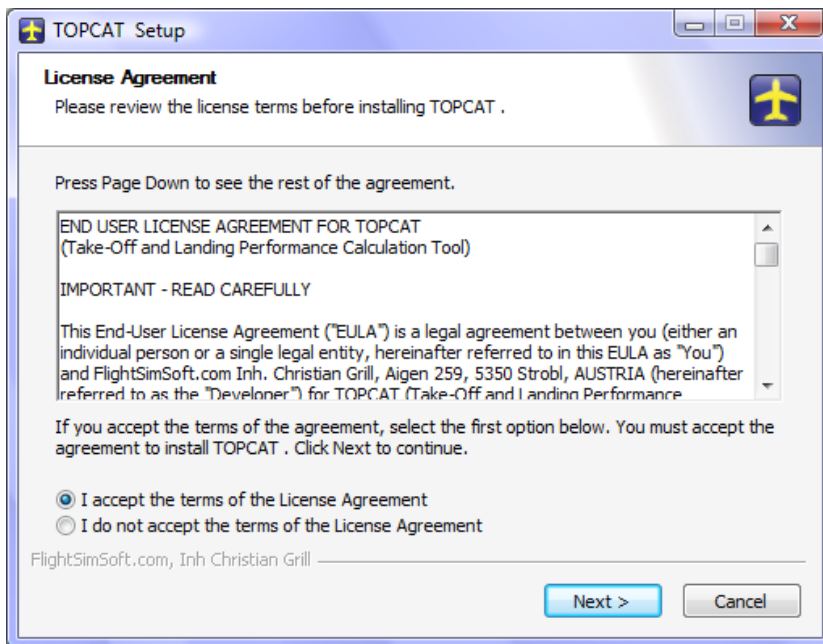 TOPCAT Setup
License Agreement
Please review the license terms before installing TOPCAT .
Press Page Down to see the rest of the agreement.
END USER LICENSE AGREEMENT FOR TOPCAT
(Take-Off and Landing Performance Calculation Tool)
IMPORTANT - READ CAREFULLY
This End-User License Agreement ("EULA") is a legal agreement between you (either an
individual person or a single legal entity, hereinafter referred to in this EULA as "You")
and FlightSimSoft.com Inh. Christian Grill, Aigen 259, 5350 Strobl, AUSTRIA (hereinafter
referred to as the "Developer") for TOPCAT (Take-Off and Landing Performance
If you accept the terms of the agreement, select the first option below. You must accept the
agreement to install TOPCAT . Click Next to continue.
I accept the terms of the License Agreement
I do not accept the terms of the License Agreement
FlightSimSoft.com, Inh Christian Grill
Next >
Cancel